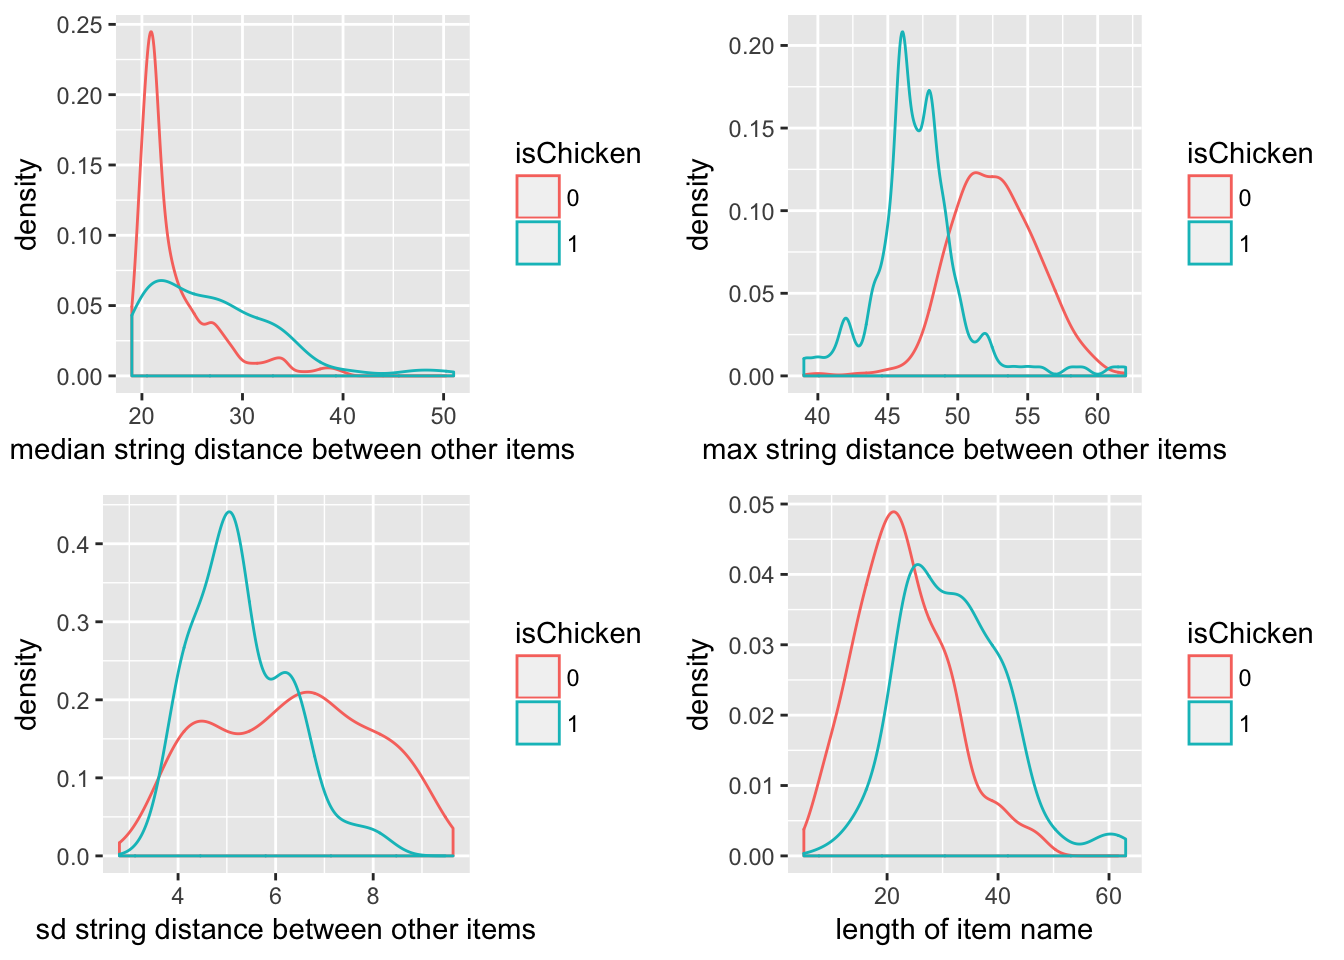 0.25
0.20
0.15
0.10
0.05
0.00
density
20 30 40 50
median string distance between other items
isChicken
0
1
0.20
0.15
0.10
0.05
0.00
density
40 45 50 55 60
max string distance between other items
isChicken
0
1
0.4
0.3
0.2
0.1
0.0
density
4 6 8
sd string distance between other items
isChicken
0
1
0.05
0.04
0.03
0.02
0.01
0.00
density
20 40 60
length of item name
isChicken
0
1